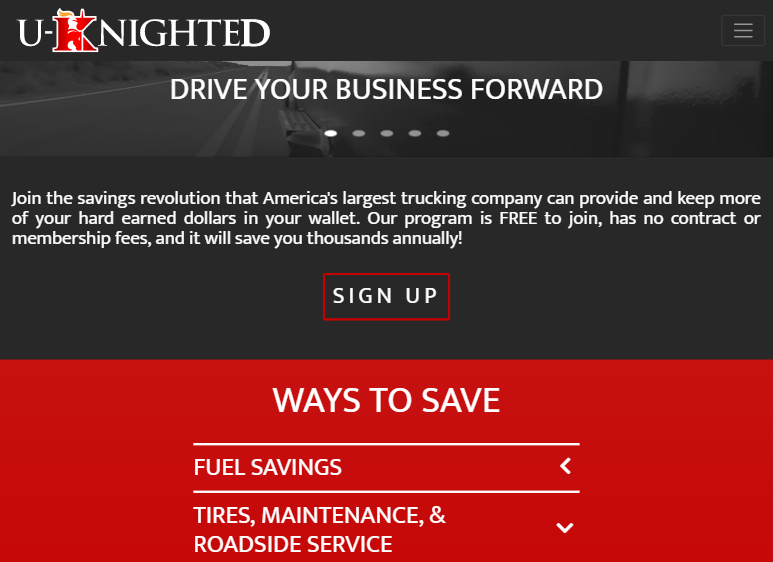 U-KNIGHTED
DRIVE YOUR BUSINESS FORWARD
Join the savings revolution that America's largest trucking company can provide and keep more
of your hard earned dollars in your wallet. Our program is FREE to join, has no contract or
membership fees, and it will save you thousands annually!
SIGN UP
WAYS TO SAVE
FUEL SAVINGS
TIRES, MAINTENANCE, &
ROADSIDE SERVICE